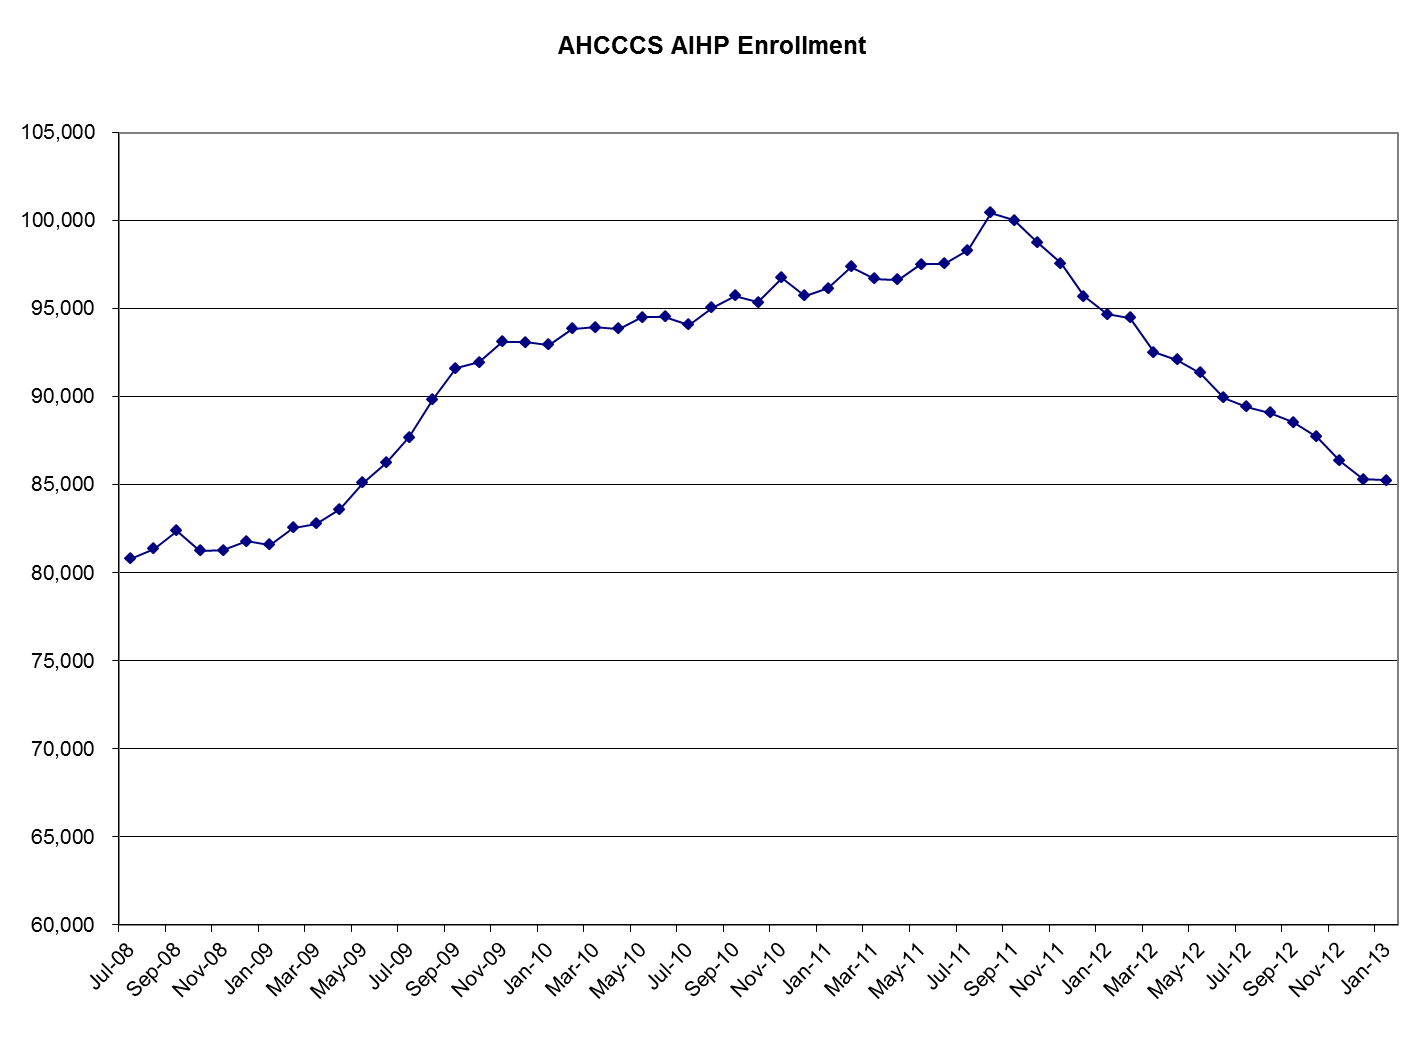 AHCCCS AIHP Enrollment
105,000
100,000
95,000
90,000
85,000
80,000
75,000
70,000
65,000
60,000
Jul-08
Sep-08
Nov-08
Jan-09
Mar-09
May-09
Jul-09
Sep-09
Nov-09
Jan-10
Mar-10
May-10
Jul-10
Sep-10
Nov-10
Jan-11
Mar-11
May-11
Jul-11
Sep-11
Nov-11
Jan-12
Mar-12
May-12
Jul-12
Sep-12
Nov-12
Jan-13